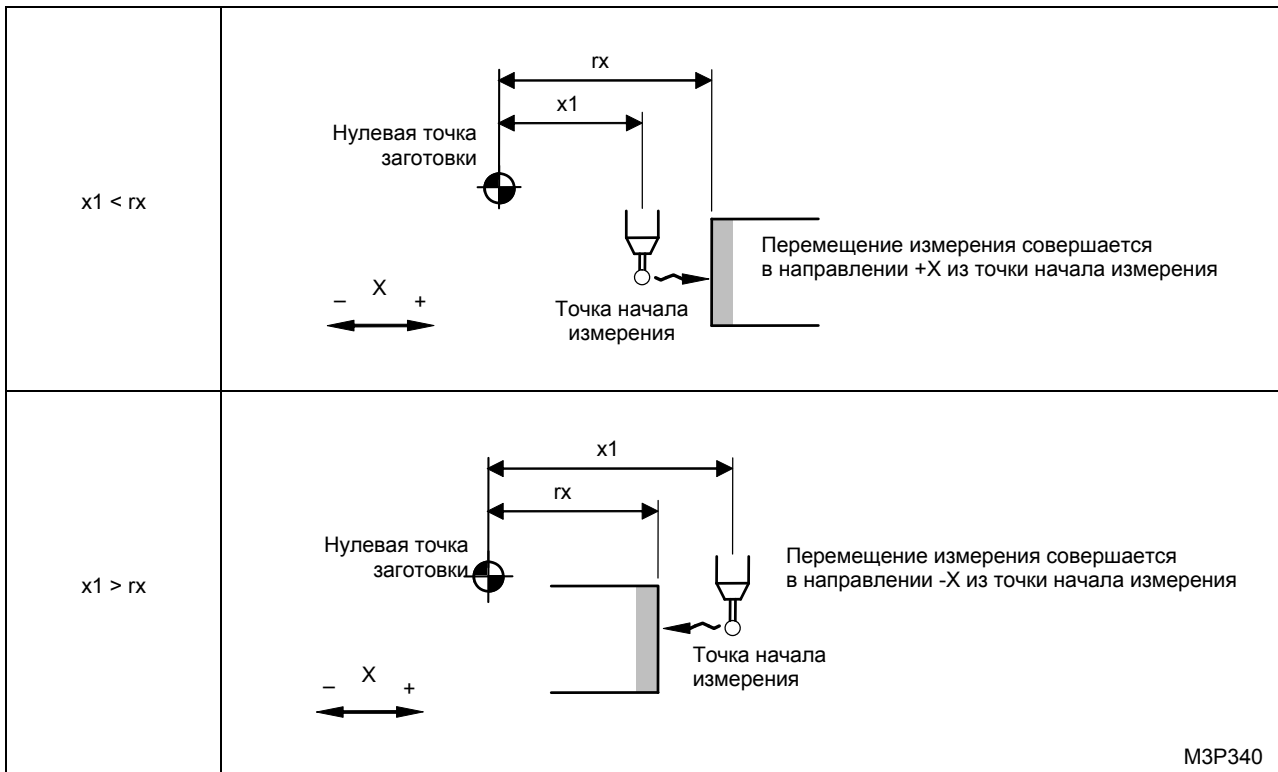 x1 < rx
rx
x1
Нулевая точка
заготовки
Перемещение измерения совершается
в направлении +X из точки начала измерения
X
– +
Точка начала
измерения
x1 > rx
x1
rx
Нулевая точка
заготовки
Перемещение измерения совершается
в направлении -X из точки начала измерения
Точка начала
измерения
X
– +
M3P340